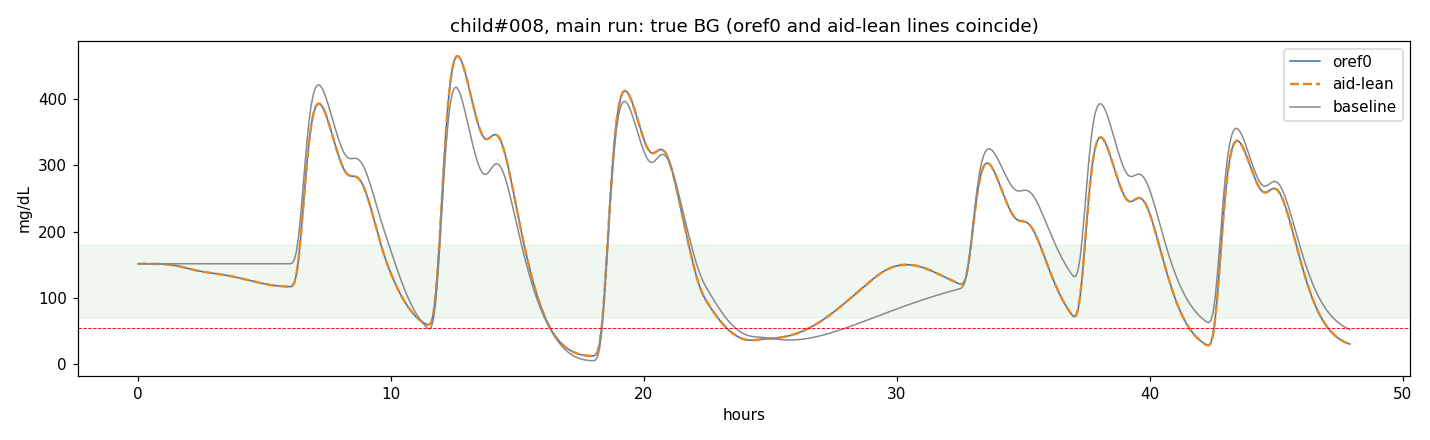 child#008, main run: true BG (oref0 and aid-lean lines coincide)
oref0
aid-lean
baseline
mg/dL
400
300
200
100
0
0 10 20 30 40 50
hours